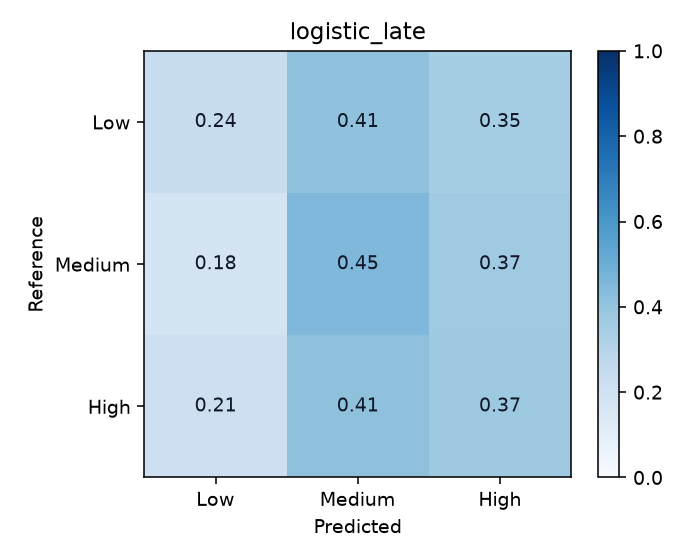 logistic_late
Low 0.24 0.41 0.35
Medium 0.18 0.45 0.37
High 0.21 0.41 0.37
Low Medium High
Predicted
Reference
1.0
0.8
0.6
0.4
0.2
0.0